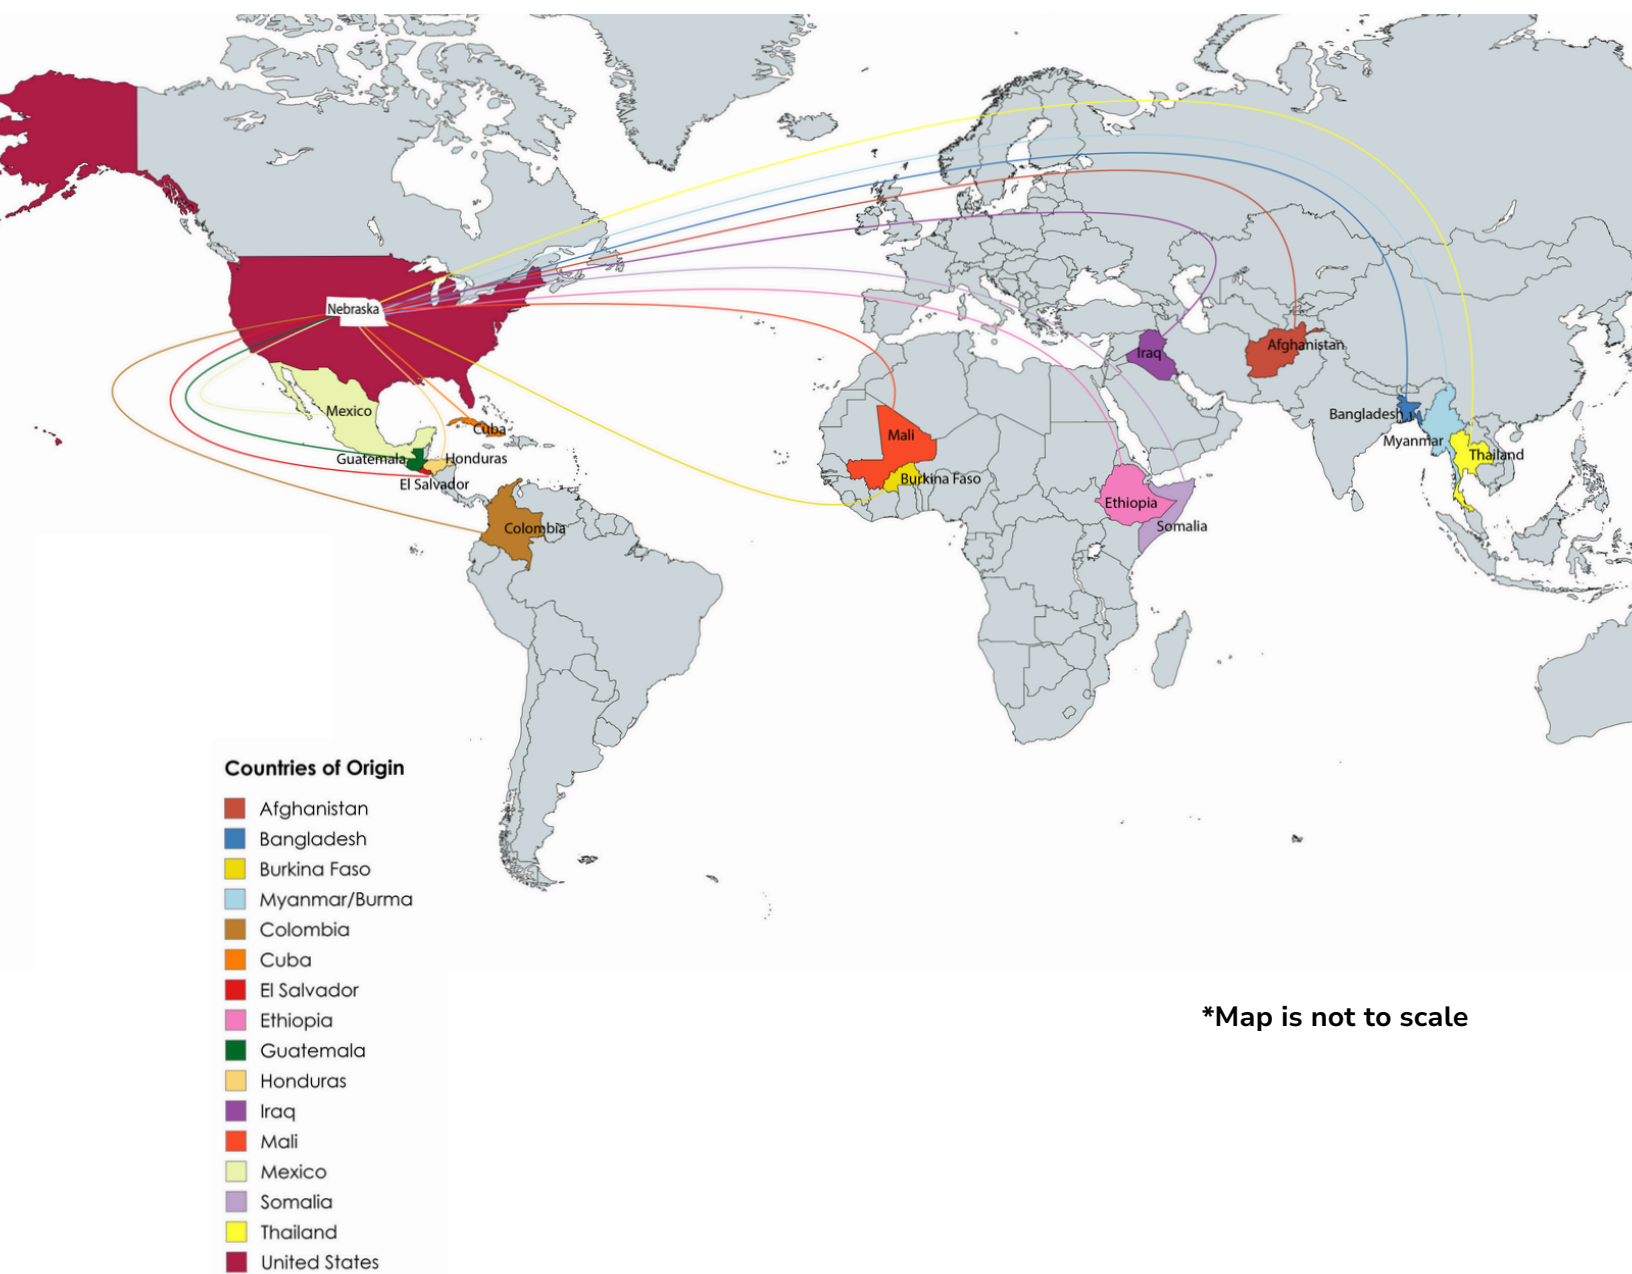 Nebraska
Iraq
Afghanistan
Mexico
Bangladesh
Cuba
Mali
Myanmar
Guatemala
Honduras
Thailand
El Salvador
Burkina Faso
Ethiopia
Colombia
Somalia
Countries of Origin
Afghanistan
Bangladesh
Burkina Faso
Myanmar/Burma
Colombia
Cuba
El Salvador
Ethiopia
Guatemala
Honduras
Iraq
Mali
Mexico
Somalia
Thailand
United States
*Map is not to scale